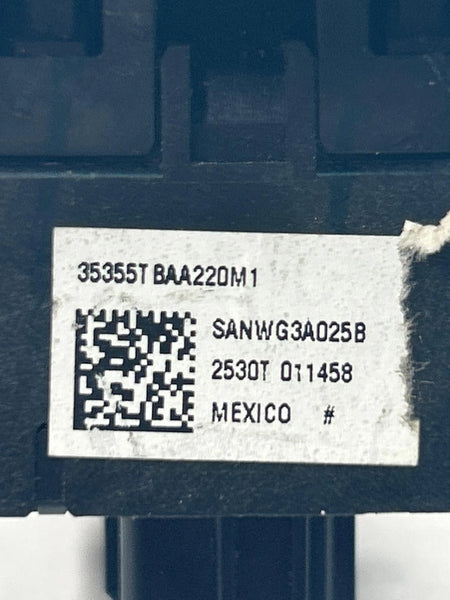 35355T BAA220M1
SANWG3A025B
2530T 011458
MEXICO #